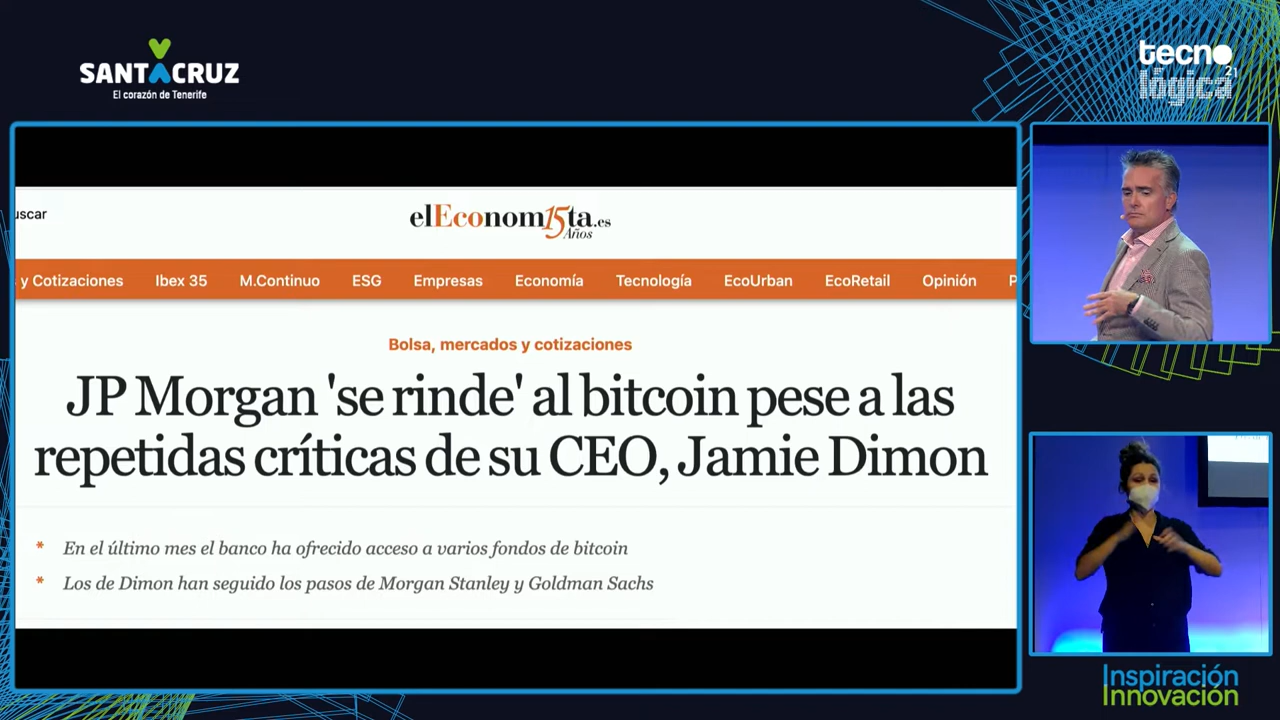 SANTACRUZ
El corazón de Tenerife
tecno
lógica
21
uscar
elEconom15ta.es
Años
y Cotizaciones Ibex 35 M.Continuo ESG Empresas Economía Tecnología EcoUrban EcoRetail Opinión P
Bolsa, mercados y cotizaciones
JP Morgan 'se rinde' al bitcoin pese a las
repetidas críticas de su CEO, Jamie Dimon
* En el último mes el banco ha ofrecido acceso a varios fondos de bitcoin
* Los de Dimon han seguido los pasos de Morgan Stanley y Goldman Sachs
Inspiración
Innovación